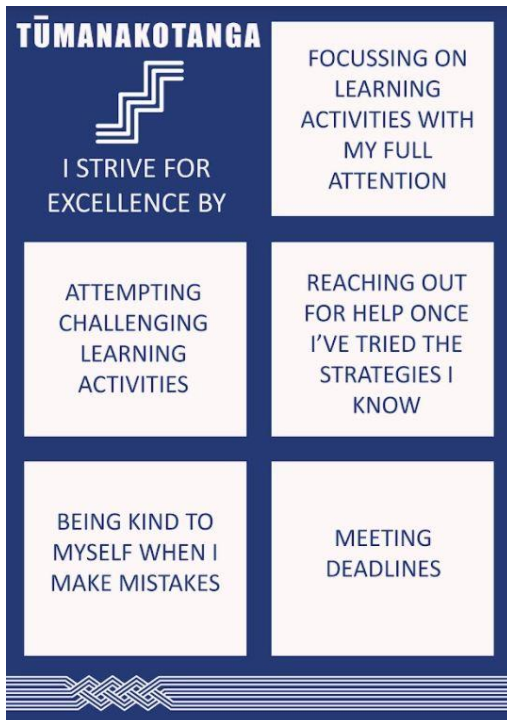 TŪMANAKOTANGA
I STRIVE FOR
EXCELLENCE BY
FOCUSSING ON
LEARNING
ACTIVITIES WITH
MY FULL
ATTENTION
ATTEMPTING
CHALLENGING
LEARNING
ACTIVITIES
REACHING OUT
FOR HELP ONCE
I'VE TRIED THE
STRATEGIES I
KNOW
BEING KIND TO
MYSELF WHEN I
MAKE MISTAKES
MEETING
DEADLINES